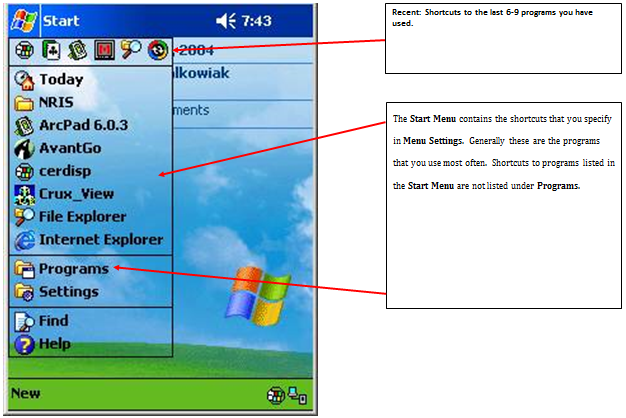 Start 7:43
, 2004
Today
lkowiak
NRIS
ments
ArcPad 6.0.3
AvantGo
cerdisp
Crux_View
File Explorer
Internet Explorer
Programs
Settings
Find
Help
New
Recent: Shortcuts to the last 6-9 programs you have
used.
The Start Menu contains the shortcuts that you specify
in Menu Settings. Generally these are the programs
that you use most often. Shortcuts to programs listed in
the Start Menu are not listed under Programs.